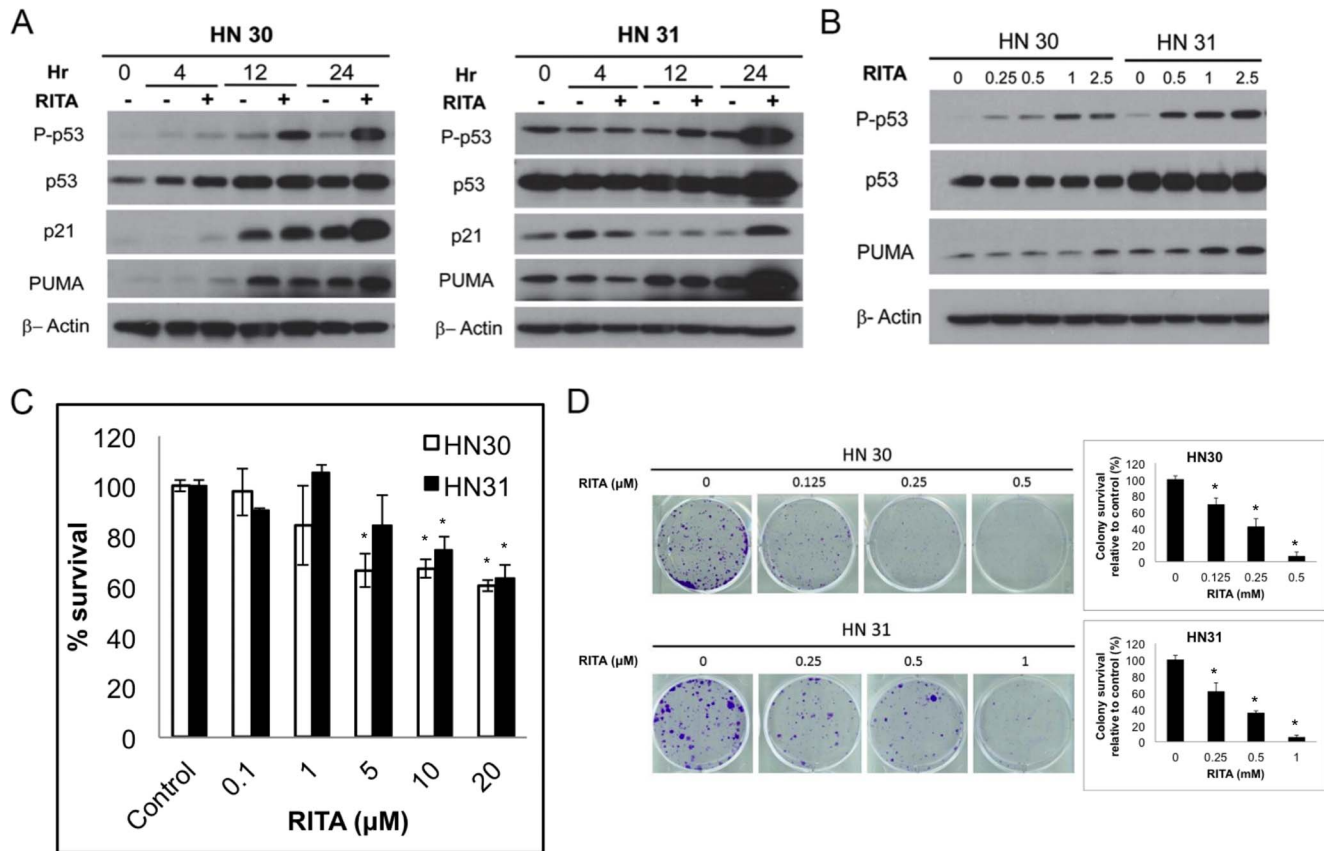 A
HN 30
Hr 0 4 12 24
RITA - - + - + - +
P-p53
p53
p21
PUMA
β– Actin
HN 31
Hr 0 4 12 24
RITA - - + - + - +
P-p53
p53
p21
PUMA
β– Actin
B
HN 30 HN 31
RITA 0 0.25 0.5 1 2.5 0 0.5 1 2.5
P-p53
p53
PUMA
β- Actin
C
% survival
120
100
80
60
40
20
0
HN30
HN31
* * * * *
Control 0.1 1 5 10 20
RITA (µM)
D
HN 30
RITA (µM) 0 0.125 0.25 0.5
HN 31
RITA (µM) 0 0.25 0.5 1
HN30
Colony survival
relative to control (%)
120
100
80
60
40
20
0
* * *
0 0.125 0.25 0.5
RITA (mM)
HN31
Colony survival
relative to control (%)
120
100
80
60
40
20
0
* * *
0 0.25 0.5 1
RITA (mM)